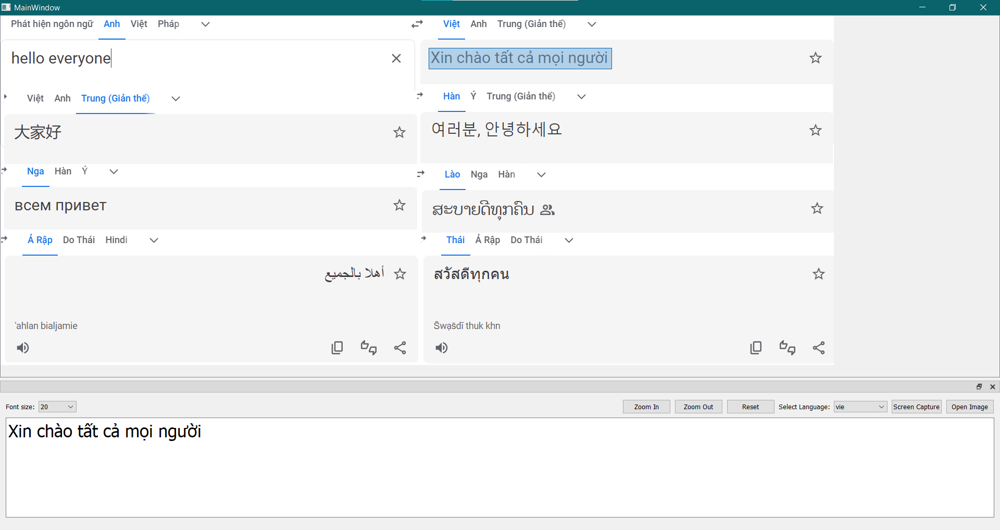 MainWindow
Phát hiện ngôn ngữ Anh Việt Pháp
Việt Anh Trung (Giản thể)
hello everyone
Xin chào tất cả mọi người
Việt Anh Trung (Giản thể)
Hàn Ý Trung (Giản thể)
大家好
여러분, 안녕하세요
Nga Hàn Ý
Lào Nga Hàn
всем привет
ສະບາຍດີທຸກຄົນ
Ả Rập Do Thái Hindi
Thái Ả Rập Do Thái
أهلا بالجميع
สวัสดีทุกคน
'ahlan bialjamie
S̄wạs̄dī thuk khn
Font size: 20 Zoom In Zoom Out Reset Select Language: vie Screen Capture Open Image
Xin chào tất cả mọi người